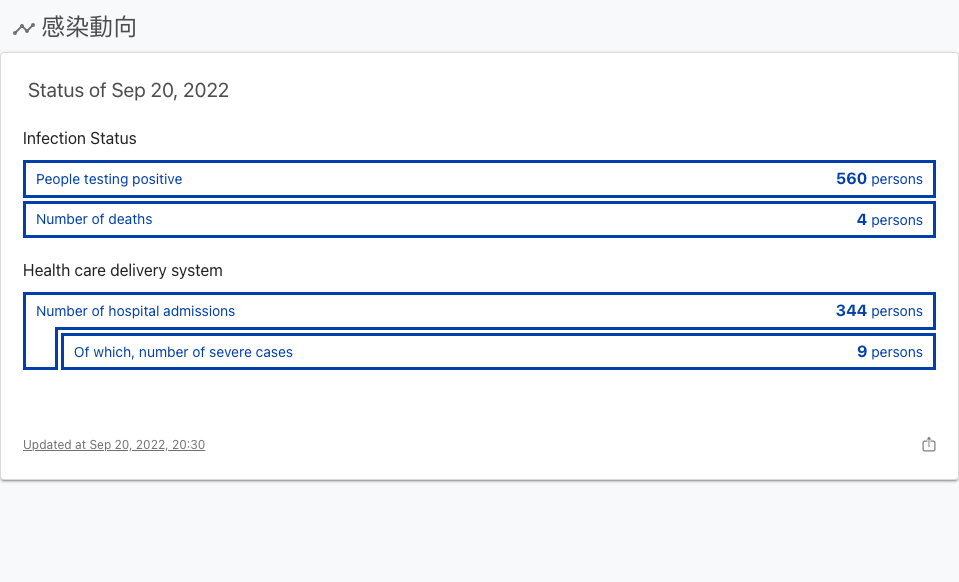 感染動向
Status of Sep 20, 2022
Infection Status
People testing positive 560 persons
Number of deaths 4 persons
Health care delivery system
Number of hospital admissions 344 persons
Of which, number of severe cases 9 persons
Updated at Sep 20, 2022, 20:30